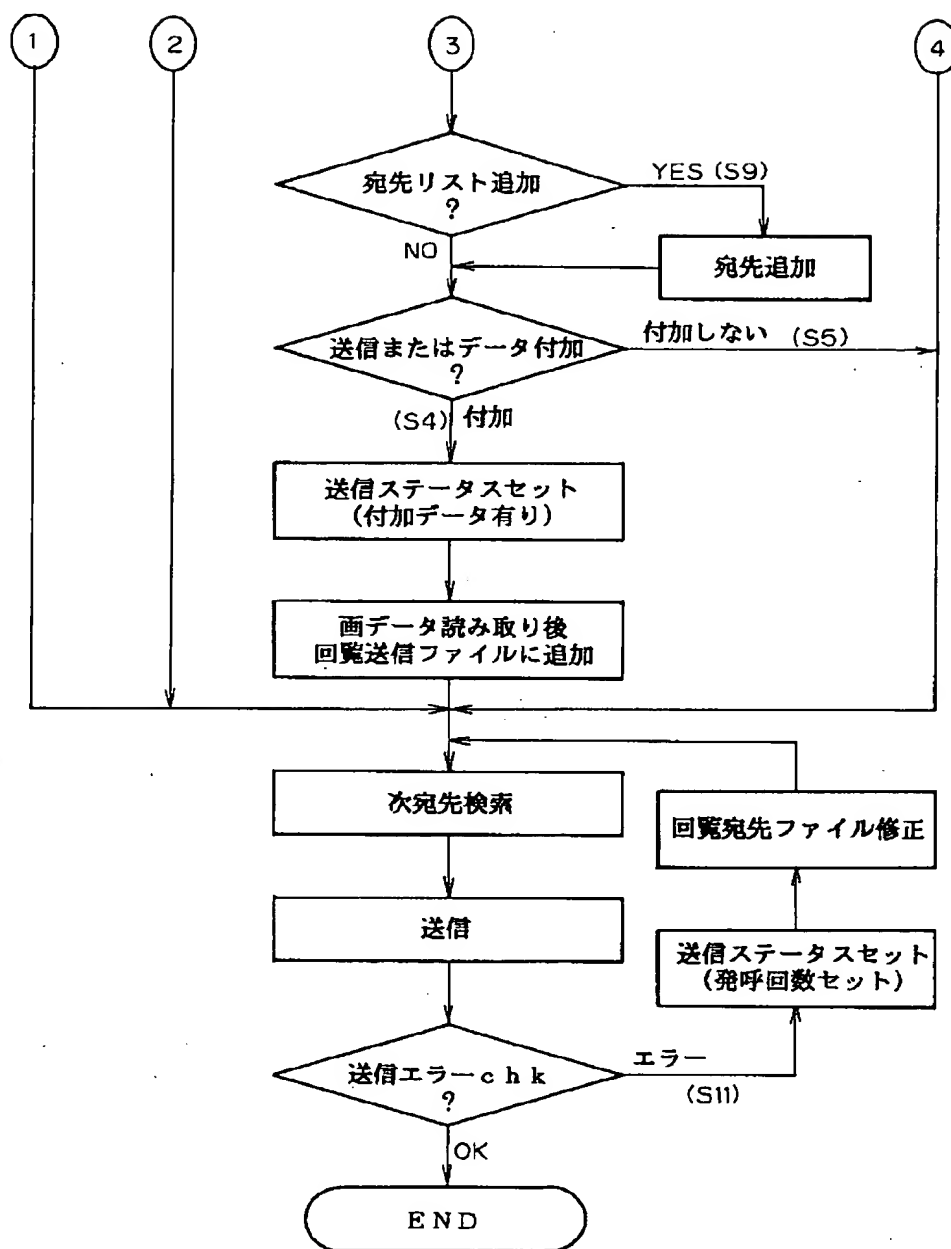 1
2
3
4
宛先リスト追加
?
YES (S9)
NO
宛先追加
送信またはデータ付加
?
付加しない (S5)
(S4) 付加
送信ステータスセット
(付加データ有り)
画データ読み取り後
回覧送信ファイルに追加
次宛先検索
回覧宛先ファイル修正
送信
送信ステータスセット
(発呼回数セット)
送信エラーchk
?
エラー
(S11)
OK
END